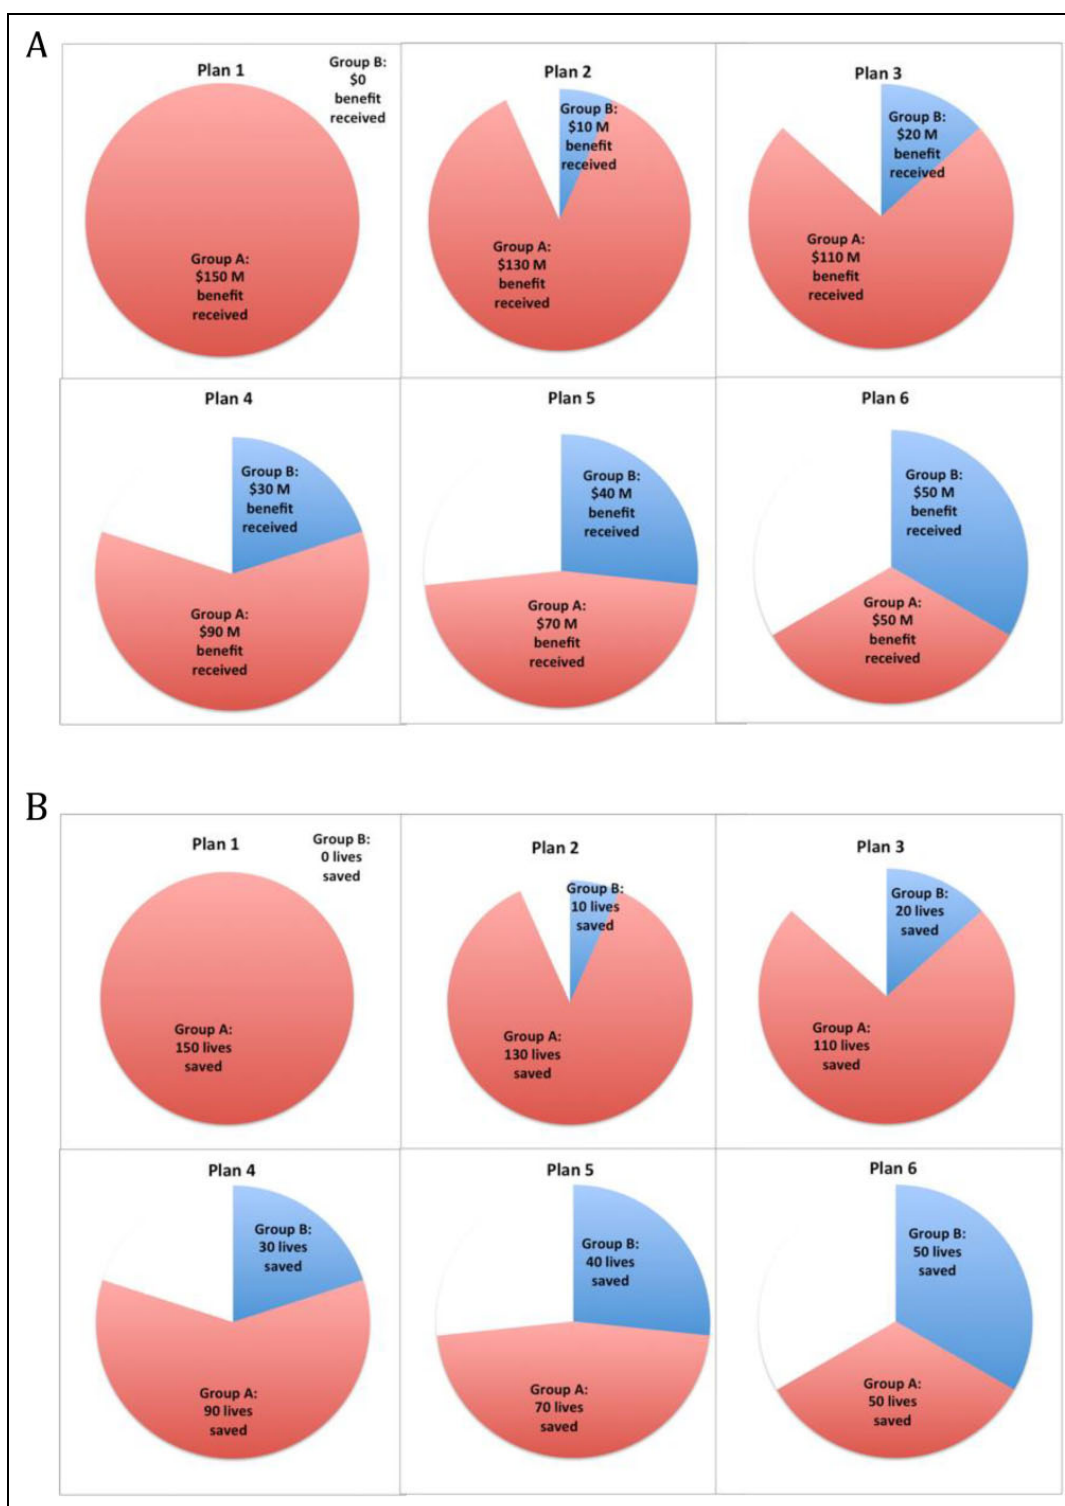 A
Plan 1
Group B:
$0
benefit
received
Group A:
$150 M
benefit
received
Plan 2
Group B:
$10 M
benefit
received
Group A:
$130 M
benefit
received
Plan 3
Group B:
$20 M
benefit
received
Group A:
$110 M
benefit
received
Plan 4
Group B:
$30 M
benefit
received
Group A:
$90 M
benefit
received
Plan 5
Group B:
$40 M
benefit
received
Group A:
$70 M
benefit
received
Plan 6
Group B:
$50 M
benefit
received
Group A:
$50 M
benefit
received
B
Plan 1
Group B:
0 lives
saved
Group A:
150 lives
saved
Plan 2
Group B:
10 lives
saved
Group A:
130 lives
saved
Plan 3
Group B:
20 lives
saved
Group A:
110 lives
saved
Plan 4
Group B:
30 lives
saved
Group A:
90 lives
saved
Plan 5
Group B:
40 lives
saved
Group A:
70 lives
saved
Plan 6
Group B:
50 lives
saved
Group A:
50 lives
saved